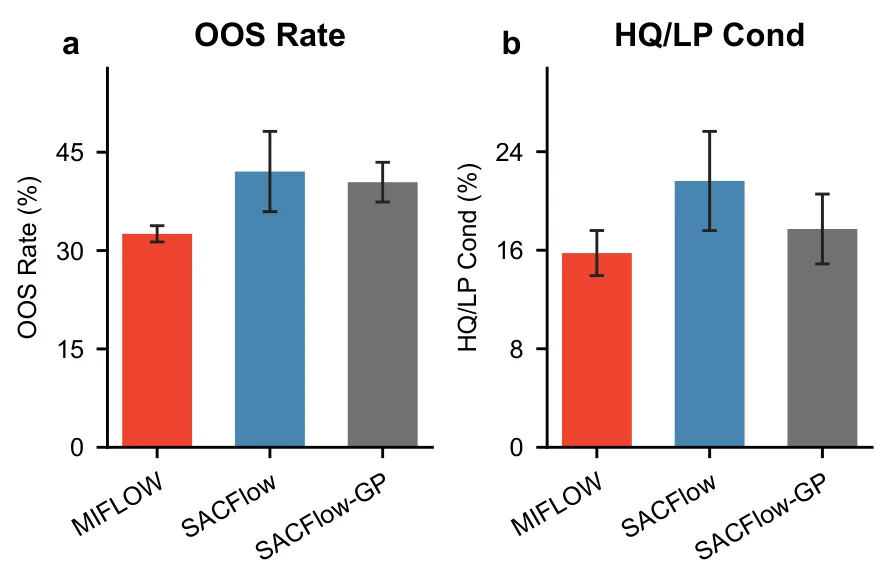 a
OOS Rate
OOS Rate (%)
45
30
15
0
MIFLOW
SACFlow
SACFlow-GP
b
HQ/LP Cond
HQ/LP Cond (%)
24
16
8
0
MIFLOW
SACFlow
SACFlow-GP